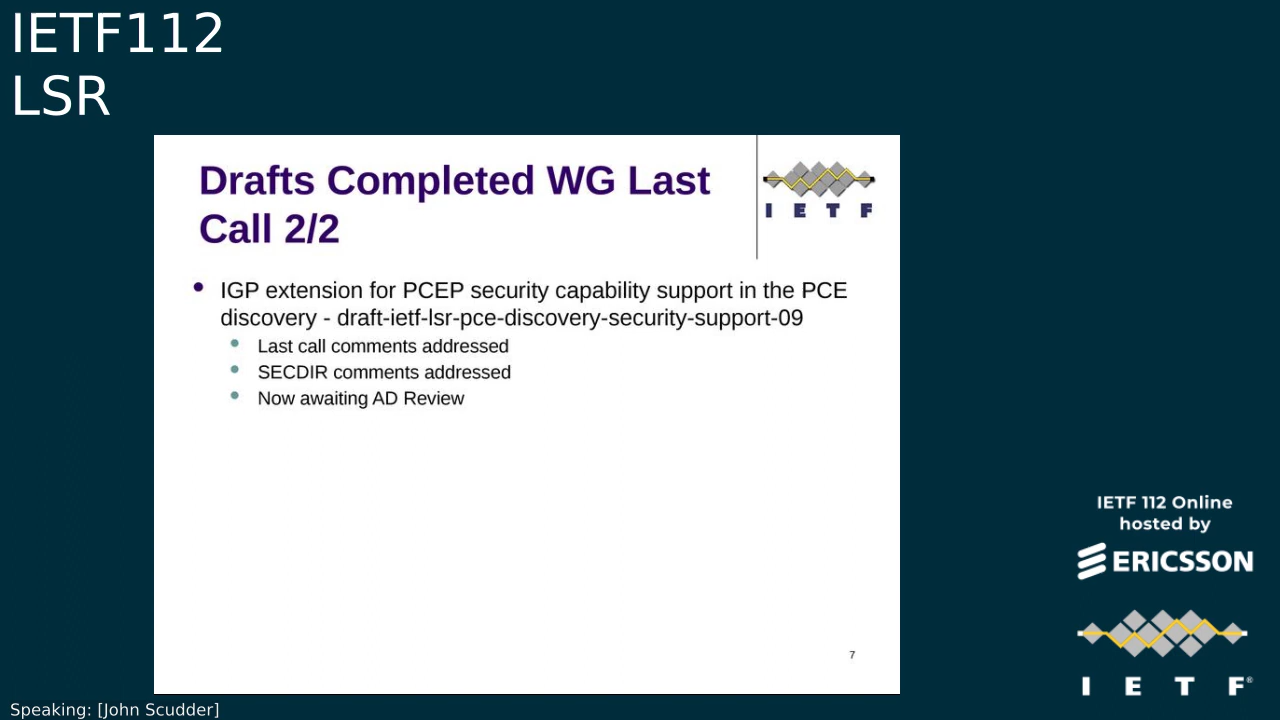 IETF112
LSR
Drafts Completed WG Last
Call 2/2
I E T F
IGP extension for PCEP security capability support in the PCE
discovery - draft-ietf-lsr-pce-discovery-security-support-09
Last call comments addressed
SECDIR comments addressed
Now awaiting AD Review
7
IETF 112 Online
hosted by
ERICSSON
I E T F®
Speaking: [John Scudder]